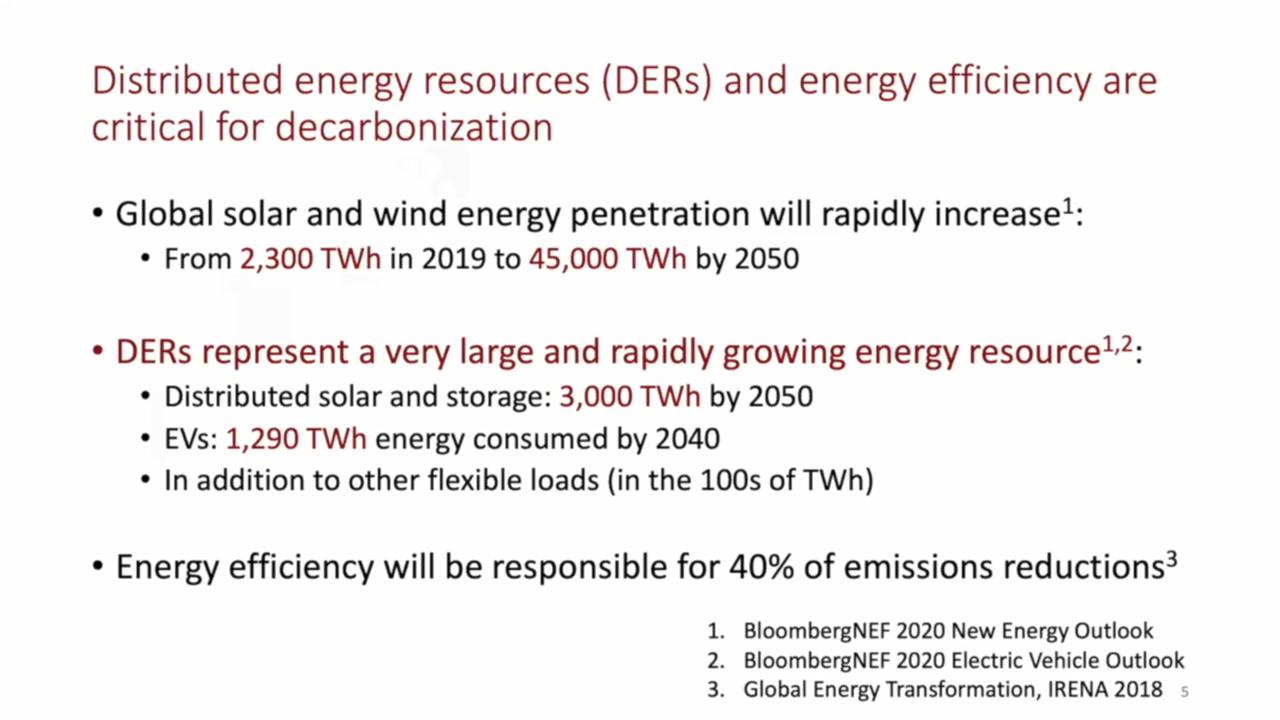 Distributed energy resources (DERs) and energy efficiency are
critical for decarbonization
• Global solar and wind energy penetration will rapidly increase¹:
• From 2,300 TWh in 2019 to 45,000 TWh by 2050
• DERs represent a very large and rapidly growing energy resource¹,²:
• Distributed solar and storage: 3,000 TWh by 2050
• EVs: 1,290 TWh energy consumed by 2040
• In addition to other flexible loads (in the 100s of TWh)
• Energy efficiency will be responsible for 40% of emissions reductions³
1. BloombergNEF 2020 New Energy Outlook
2. BloombergNEF 2020 Electric Vehicle Outlook
3. Global Energy Transformation, IRENA 2018
5